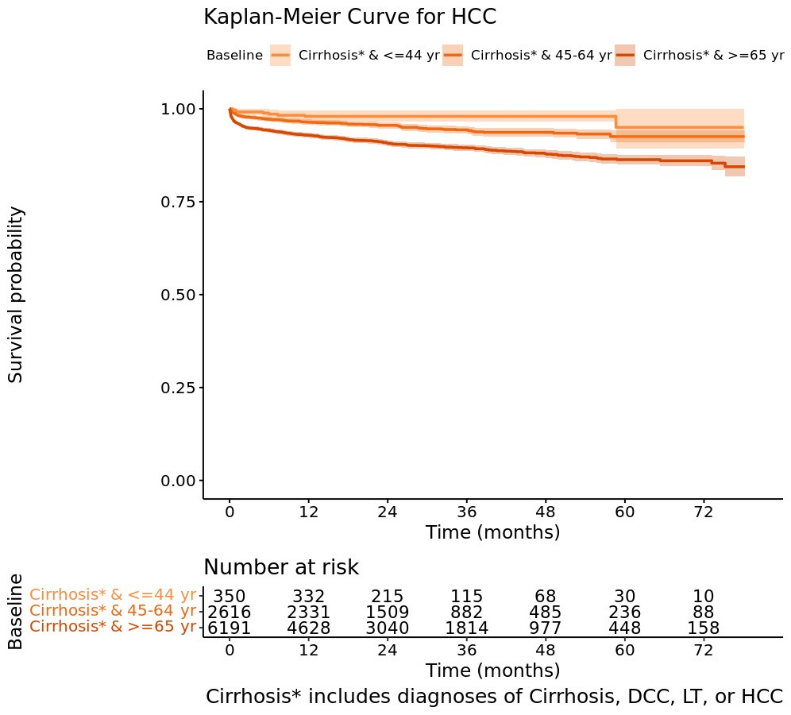 Kaplan-Meier Curve for HCC
Baseline Cirrhosis* & <=44 yr Cirrhosis* & 45-64 yr Cirrhosis* & >=65 yr
Survival probability
1.00
0.75
0.50
0.25
0.00
0 12 24 36 48 60 72
Time (months)
Number at risk
Baseline
Cirrhosis* & <=44 yr 350 332 215 115 68 30 10
Cirrhosis* & 45-64 yr 2616 2331 1509 882 485 236 88
Cirrhosis* & >=65 yr 6191 4628 3040 1814 977 448 158
0 12 24 36 48 60 72
Time (months)
Cirrhosis* includes diagnoses of Cirrhosis, DCC, LT, or HCC